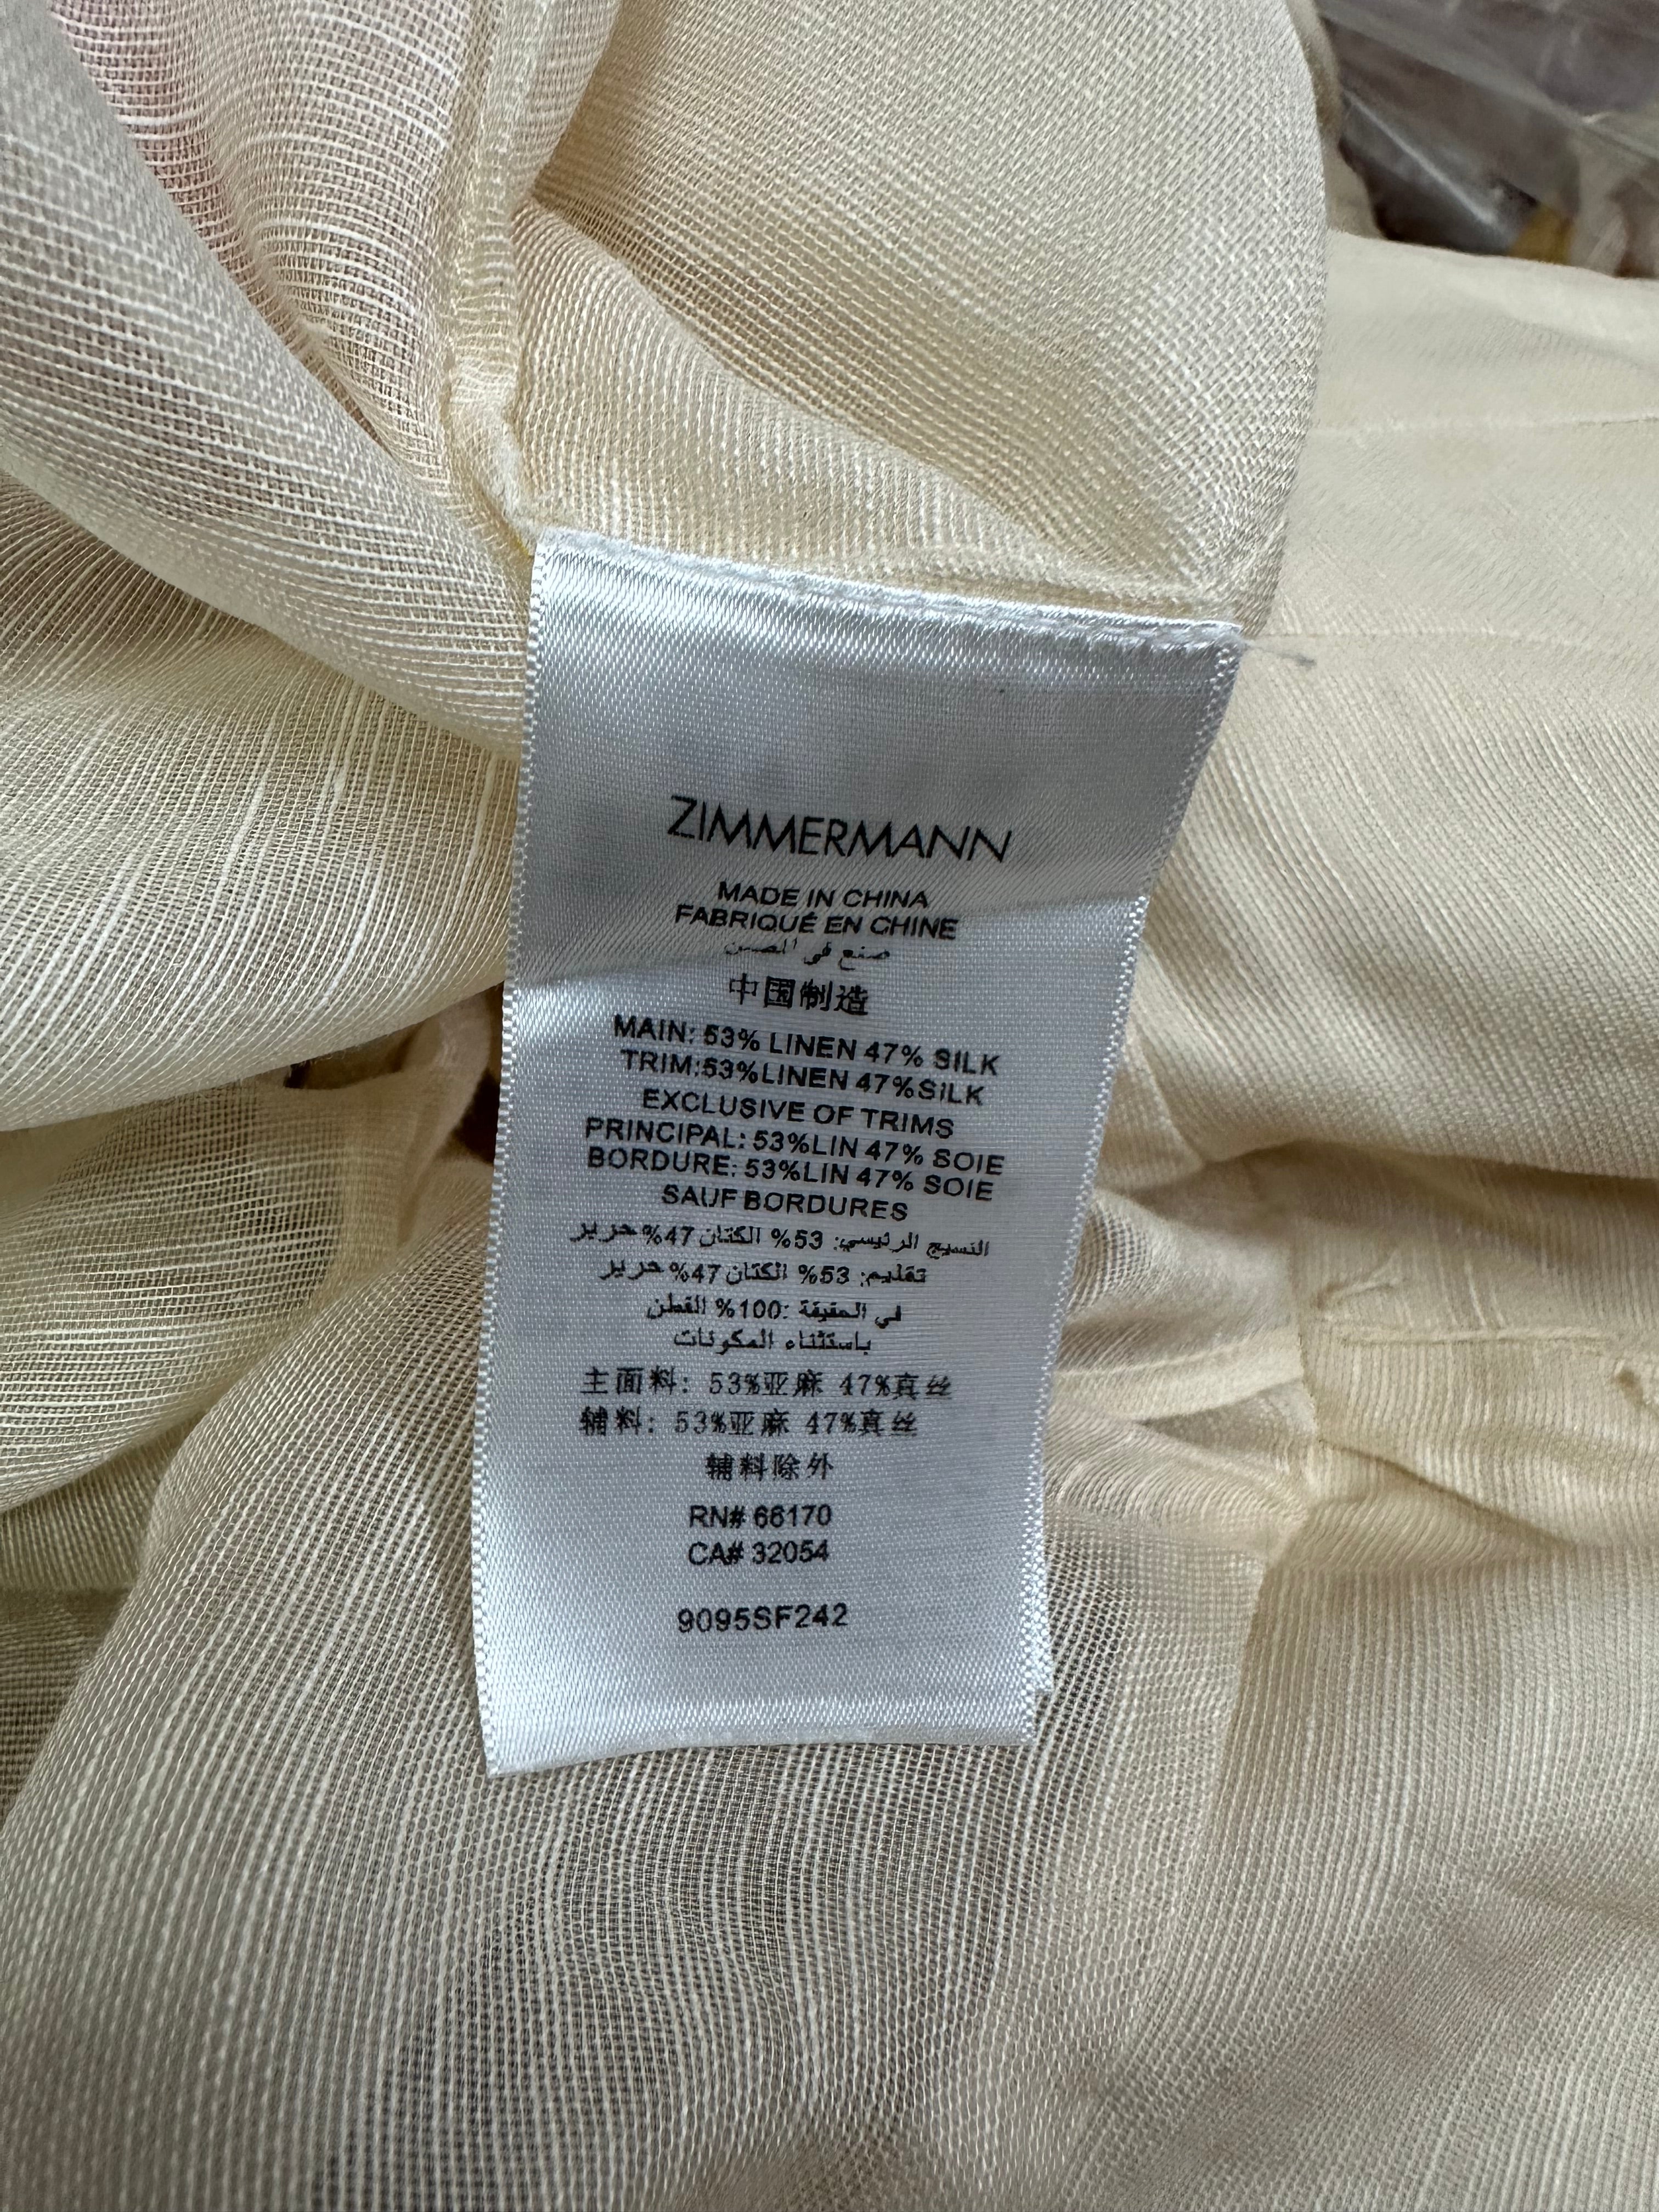 ZIMMERMANN
MADE IN CHINA
FABRIQUÉ EN CHINE
صنع في الصين
中国制造
MAIN: 53% LINEN 47% SILK
TRIM:53%LINEN 47%SILK
EXCLUSIVE OF TRIMS
PRINCIPAL: 53%LIN 47% SOIE
BORDURE: 53%LIN 47% SOIE
SAUF BORDURES
النسيج الرئيسي: 53% الكتان 47% حرير
تقليم: 53% الكتان 47% حرير
في الحقيقة :100% القطن
باستثناء المكونات
主面料: 53%亚麻 47%真丝
辅料: 53%亚麻 47%真丝
辅料除外
RN# 66170
CA# 32054
9095SF242